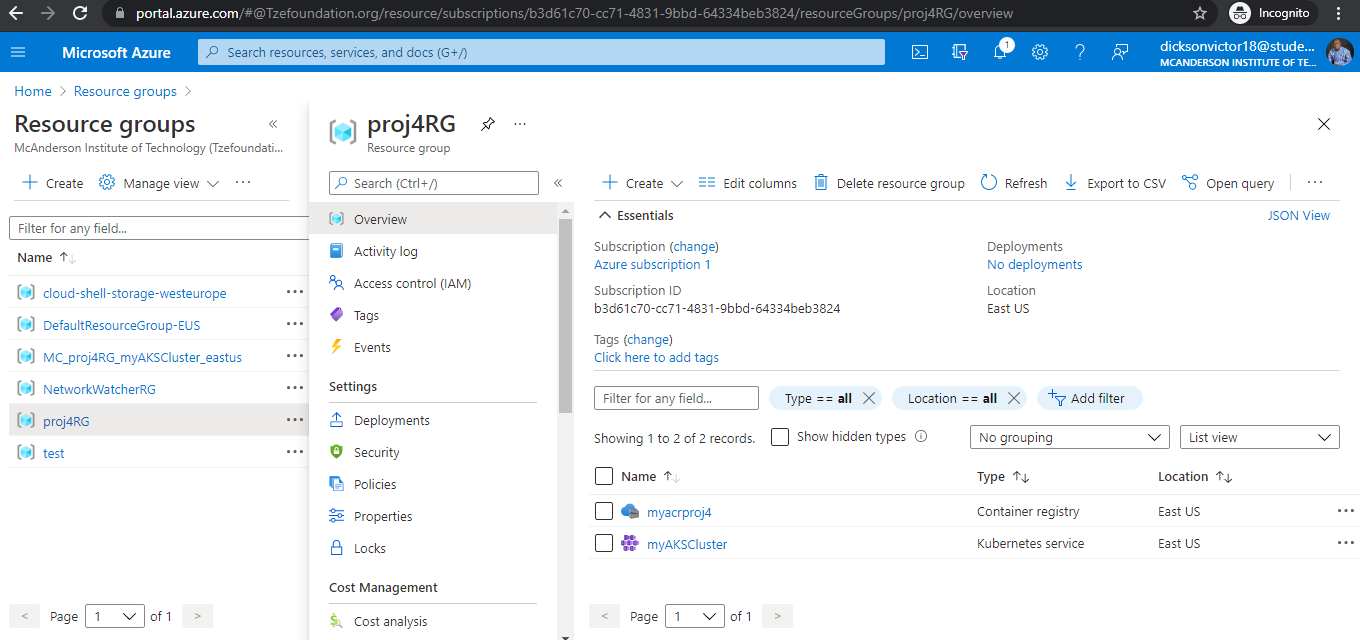 portal.azure.com/#@Tzefoundation.org/resource/subscriptions/b3d61c70-cc71-4831-9bbd-64334beb3824/resourceGroups/proj4RG/overview
Incognito
Microsoft Azure
Search resources, services, and docs (G+/)
1
dicksonvictor18@stude...
MCANDERSON INSTITUTE OF TE...
Home > Resource groups >
Resource groups
McAnderson Institute of Technology (Tzefoundati...
Create Manage view ...
Filter for any field...
Name
cloud-shell-storage-westeurope
DefaultResourceGroup-EUS
MC_proj4RG_myAKSCluster_eastus
NetworkWatcherRG
proj4RG
test
< Page 1 of 1 >
proj4RG
Resource group
Search (Ctrl+/)
Overview
Activity log
Access control (IAM)
Tags
Events
Settings
Deployments
Security
Policies
Properties
Locks
Cost Management
Cost analysis
Create Edit columns Delete resource group Refresh Export to CSV Open query ...
Essentials
JSON View
Subscription (change)
Azure subscription 1
Subscription ID
b3d61c70-cc71-4831-9bbd-64334beb3824
Deployments
No deployments
Location
East US
Tags (change)
Click here to add tags
Filter for any field... Type == all Location == all Add filter
Showing 1 to 2 of 2 records. Show hidden types No grouping List view
Name Type Location
myacrproj4 Container registry East US
myAKSCluster Kubernetes service East US
< Page 1 of 1 >